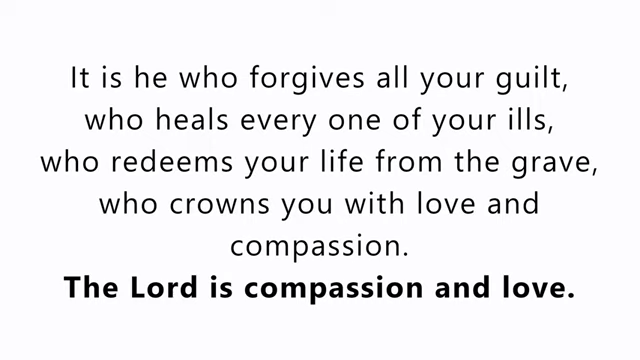 It is he who forgives all your guilt,
who heals every one of your ills,
who redeems your life from the grave,
who crowns you with love and
compassion.
The Lord is compassion and love.